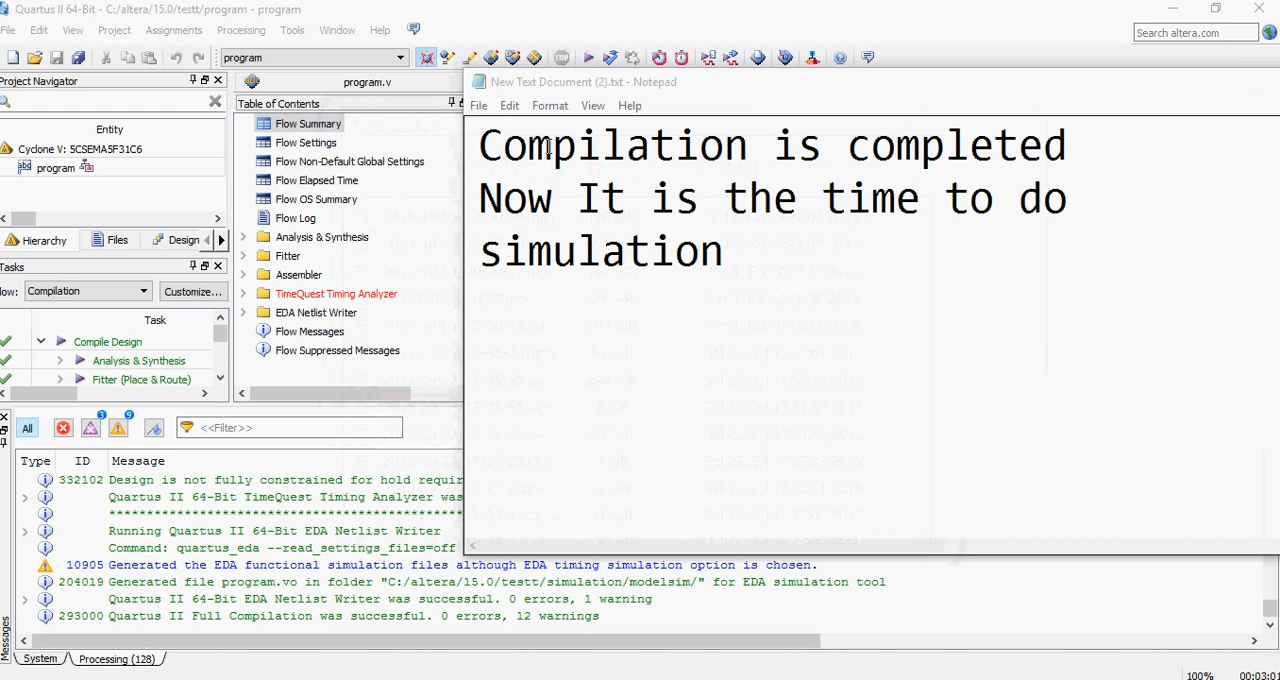 Quartus II 64-Bit - C:/altera/15.0/testt/program - program
File Edit View Project Assignments Processing Tools Window Help
Search altera.com
program
Project Navigator
program.v
Table of Contents
Entity
Cyclone V: 5CSEMA5F31C6
program
Hierarchy Files Design
Tasks
low: Compilation Customize...
Task
Compile Design
Analysis & Synthesis
Fitter (Place & Route)
Flow Summary
Flow Settings
Flow Non-Default Global Settings
Flow Elapsed Time
Flow OS Summary
Flow Log
Analysis & Synthesis
Fitter
Assembler
TimeQuest Timing Analyzer
EDA Netlist Writer
Flow Messages
Flow Suppressed Messages
New Text Document (2).txt - Notepad
File Edit Format View Help
Compilation is completed
Now It is the time to do
simulation
All 3 9 <<Filter>>
Type ID Message
332102 Design is not fully constrained for hold requir
Quartus II 64-Bit TimeQuest Timing Analyzer was
*******************************************
Running Quartus II 64-Bit EDA Netlist Writer
Command: quartus_eda --read_settings_files=off
10905 Generated the EDA functional simulation files although EDA timing simulation option is chosen.
204019 Generated file program.vo in folder "C:/altera/15.0/testt/simulation/modelsim/" for EDA simulation tool
Quartus II 64-Bit EDA Netlist Writer was successful. 0 errors, 1 warning
293000 Quartus II Full Compilation was successful. 0 errors, 12 warnings
Messages
System Processing (128)
100% 00:03:01